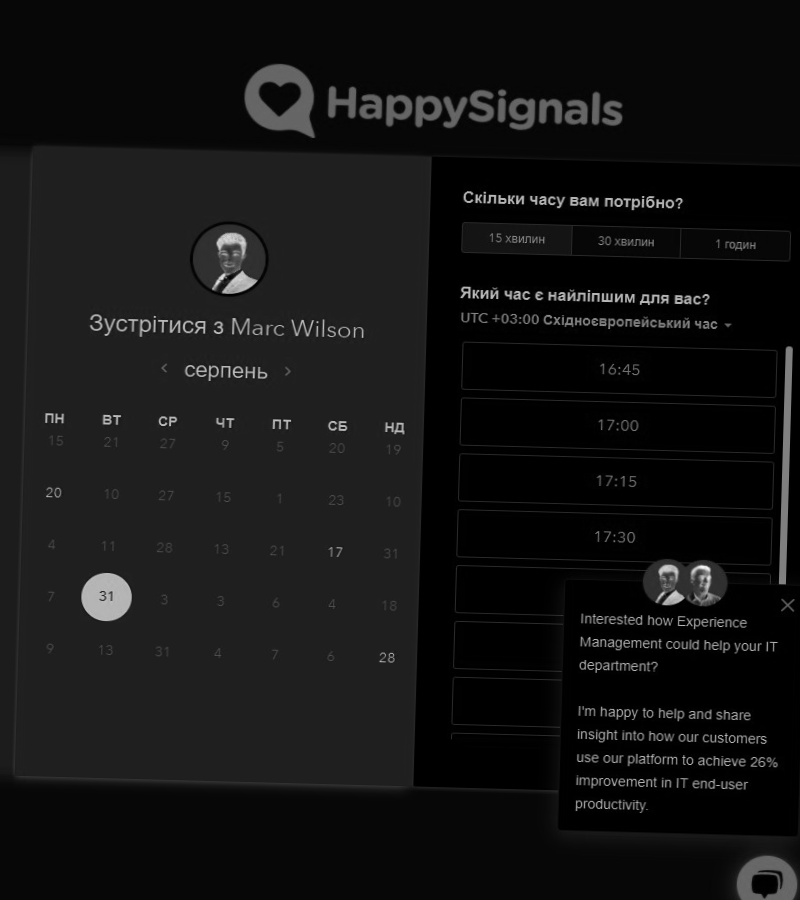 HappySignals
Зустрітися з Marc Wilson
серпень
ПН ВТ СР ЧТ ПТ СБ НД
15 21 27 9 5 20 19
20 10 27 15 1 23 10
4 11 28 13 21 17 31
7 31 3 3 6 4 18
9 13 31 4 7 6 28
Скільки часу вам потрібно?
15 хвилин 30 хвилин 1 годин
Який час є найліпшим для вас?
UTC +03:00 Східноєвропейський час
16:45
17:00
17:15
17:30
Interested how Experience
Management could help your IT
department?
I'm happy to help and share
insight into how our customers
use our platform to achieve 26%
improvement in IT end-user
productivity.